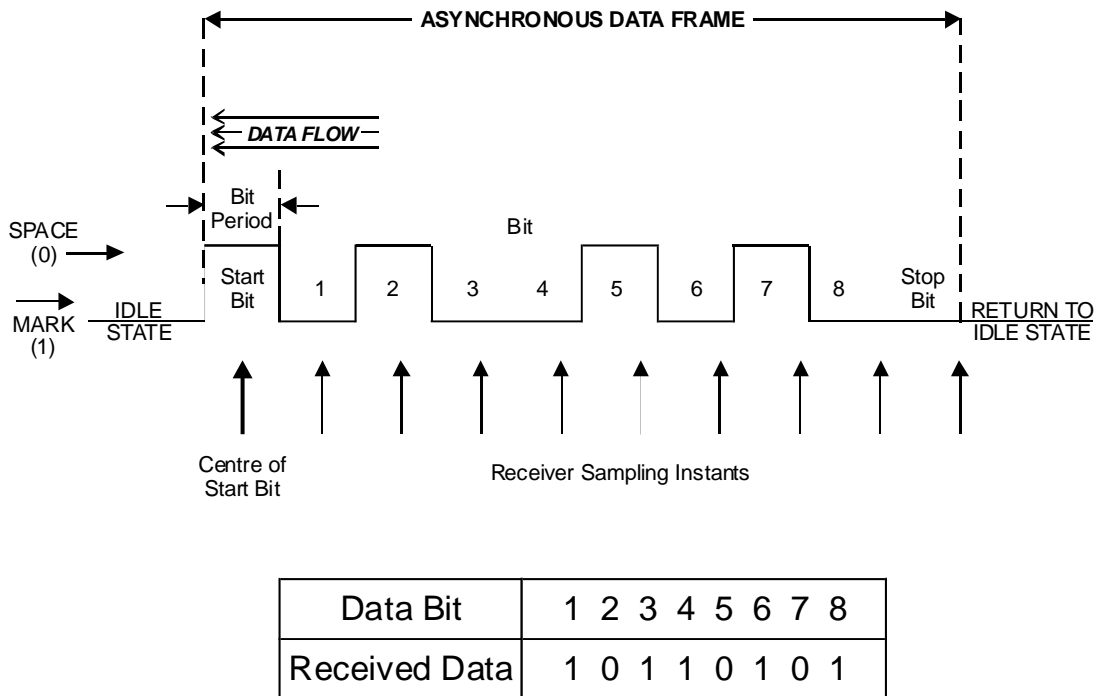 ASYNCHRONOUS DATA FRAME
DATA FLOW
Bit
Period
Bit
SPACE
(0)
MARK
(1)
IDLE
STATE
Start
Bit
1 2 3 4 5 6 7 8
Stop
Bit
RETURN TO
IDLE STATE
Centre of
Start Bit
Receiver Sampling Instants
Data Bit 1 2 3 4 5 6 7 8
Received Data 1 0 1 1 0 1 0 1